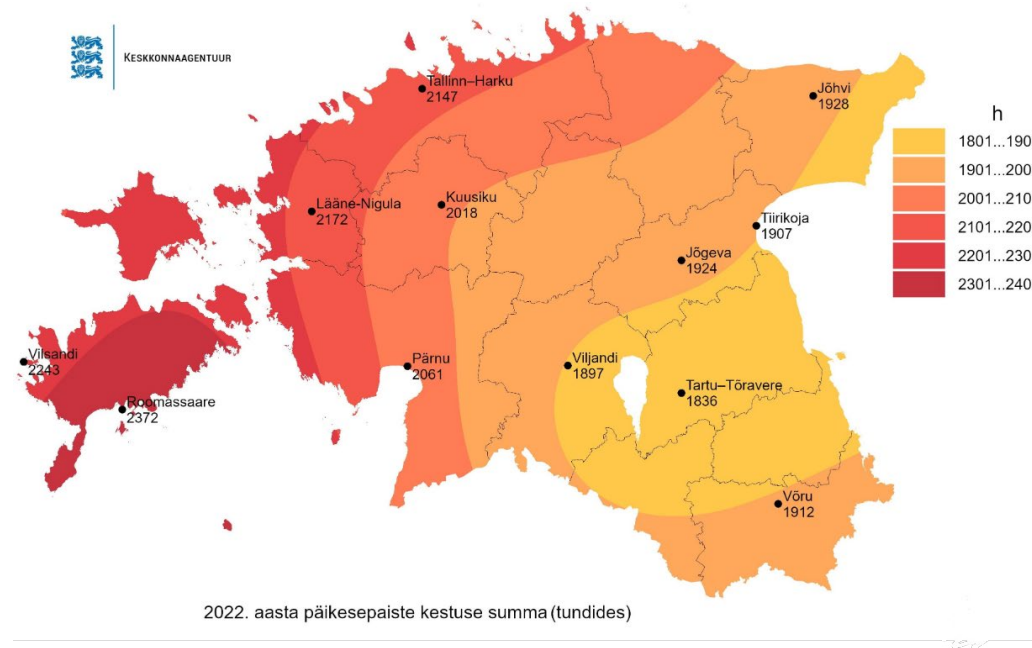 KESKKONNAAGENTUUR
Tallinn–Harku
2147
Jõhvi
1928
h
1801...190
1901...200
2001...210
2101...220
2201...230
2301...240
Lääne-Nigula
2172
Kuusiku
2018
Tiirikoja
1907
Jõgeva
1924
Vilsandi
2243
Pärnu
2061
Viljandi
1897
Tartu–Tõravere
1836
Roomassaare
2372
Võru
1912
2022. aasta päikesepaiste kestuse summa (tundides)